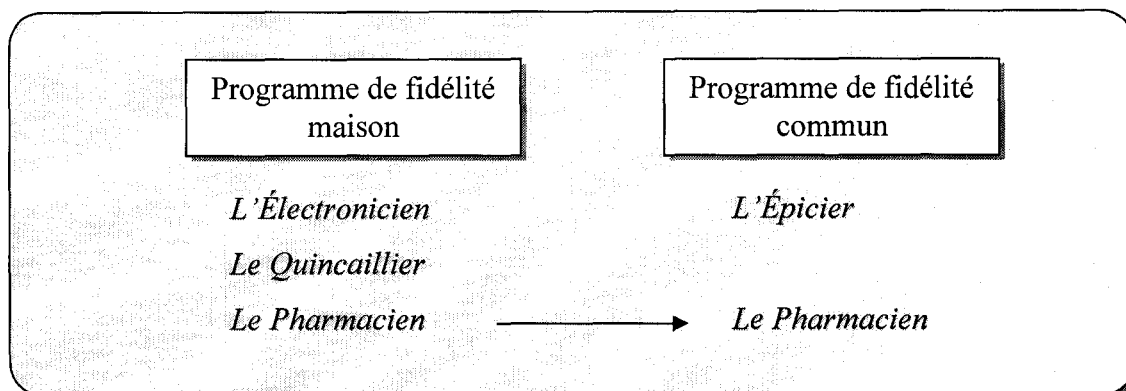 Programme de fidélité
maison
Programme de fidélité
commun
L'Électronicien
L'Épicier
Le Quincaillier
Le Pharmacien
Le Pharmacien